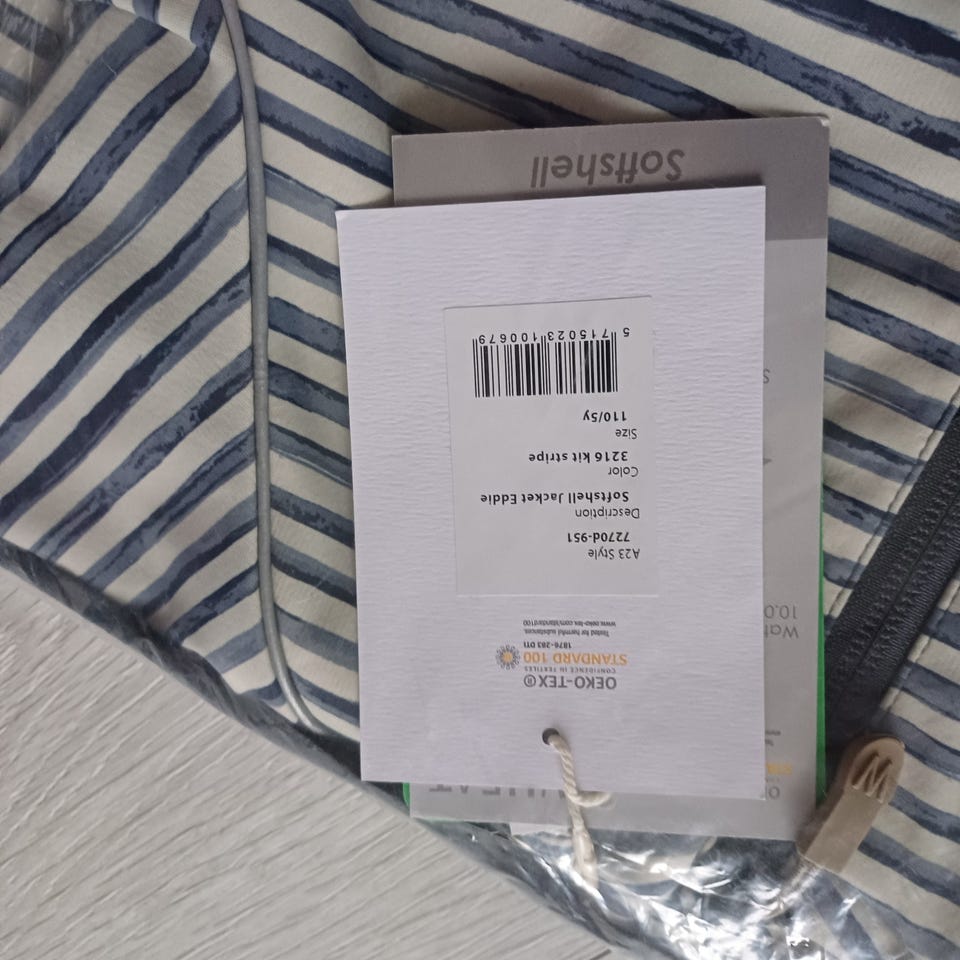 OEKO-TEX®
CONFIDENCE IN TEXTILES
STANDARD 100
1876-283 DTI
Tested for harmful substances.
www.oeko-tex.com/standard100
A23 Style
7270d-951
Description
Softshell Jacket Eddie
Color
3216 kit stripe
Size
110/5y
5 715023 100679
Softshell